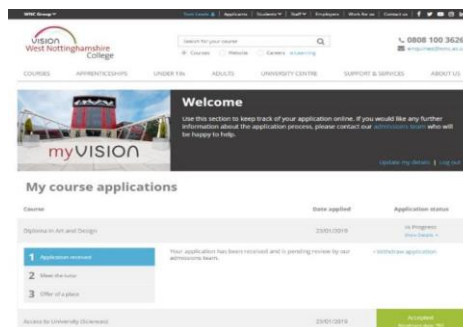 WNC Group
Town Centre | Applicants | Students | Staff | Employers | Work for us | Contact us
VISION
West Nottinghamshire
College
Search for your course
Courses Website Careers eLearning
0808 100 3626
COURSES APPRENTICESHIPS UNDER 19s ADULTS UNIVERSITY CENTRE SUPPORT & SERVICES ABOUT US
myVISION
Welcome
Use this section to keep track of your application online. If you would like any further
information about the application process, please contact our admissions team who will
be happy to help.
Update my details | Log out
My course applications
Course Date applied Application status
Diploma in Art and Design 23/01/2019 In Progress
View Details >
1 Application received
Your application has been received and is pending review by our
admissions team.
Withdraw application
2 Meet the tutor
3 Offer of a place
Access to University (Sciences) 23/01/2019 Accepted